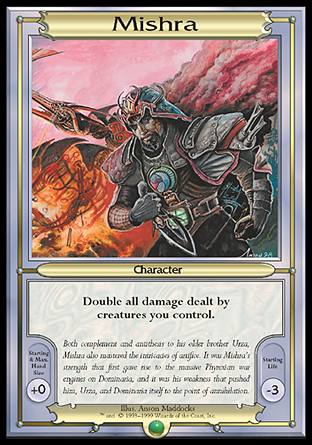 Mishra
Character
Double all damage dealt by
creatures you control.
Both complement and antithesis to his older brother Urza,
Mishra also mastered the intricacies of artifice. It was Mishra's
strength that first gave rise to the massive Phyrexian war
engines on Dominaria, and it was his weakness that pushed
him, Urza, and Dominaria itself to the point of annihilation.
Starting
& Max.
Hand
Size
+0
Starting
Life
-3
Illus. Anson Maddocks
™ and © 1993–1999 Wizards of the Coast, Inc.